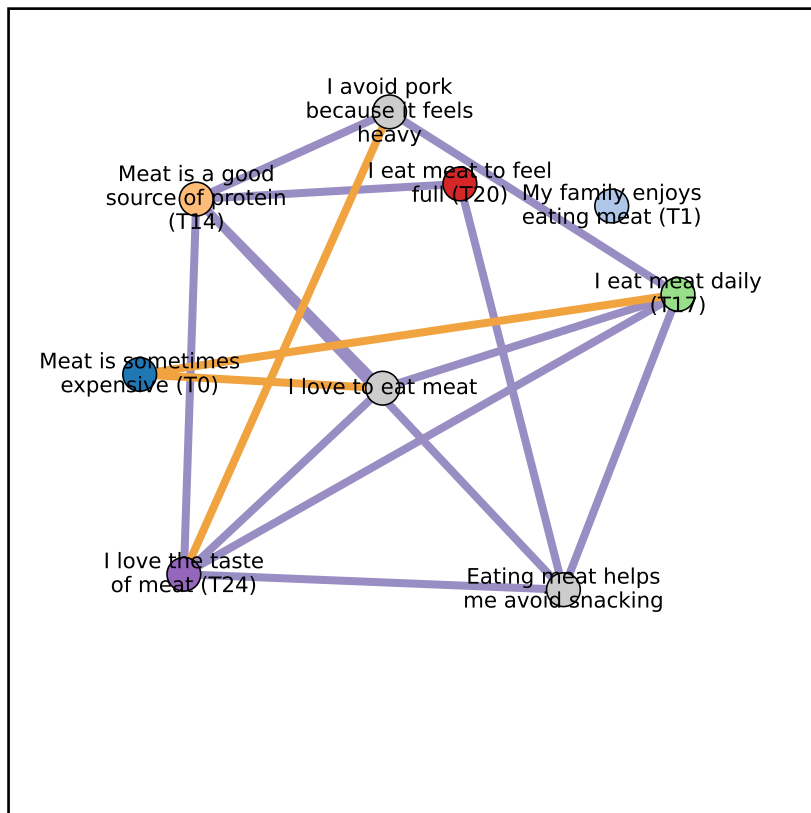 I avoid pork
because it feels
heavy
Meat is a good
source of protein
(T14)
I eat meat to feel
full (T20)
My family enjoys
eating meat (T1)
I eat meat daily
(T17)
Meat is sometimes
expensive (T0)
I love to eat meat
I love the taste
of meat (T24)
Eating meat helps
me avoid snacking